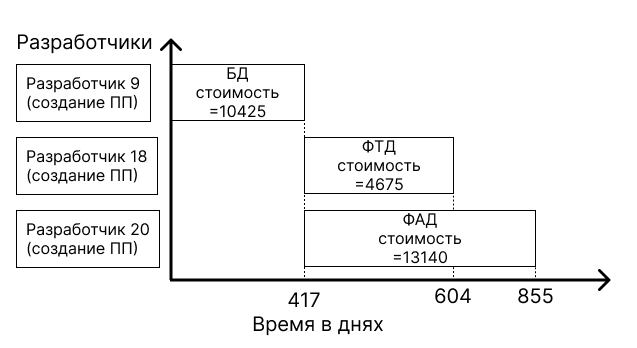 Разработчики
Разработчик 9
(создание ПП)
БД
стоимость
=10425
Разработчик 18
(создание ПП)
ФТД
стоимость
=4675
Разработчик 20
(создание ПП)
ФАД
стоимость
=13140
417
604
855
Время в днях